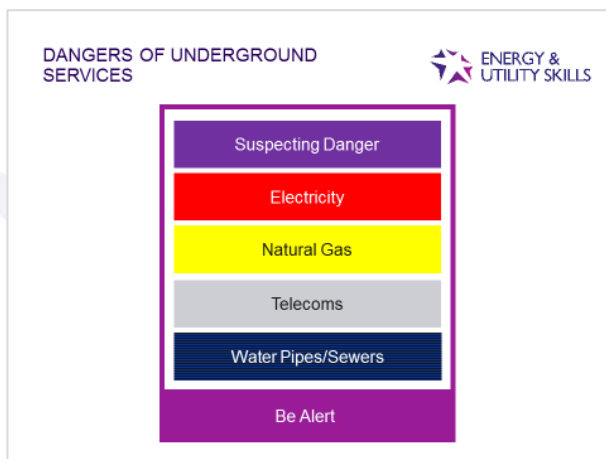 DANGERS OF UNDERGROUND
SERVICES
ENERGY &
UTILITY SKILLS
Suspecting Danger
Electricity
Natural Gas
Telecoms
Water Pipes/Sewers
Be Alert